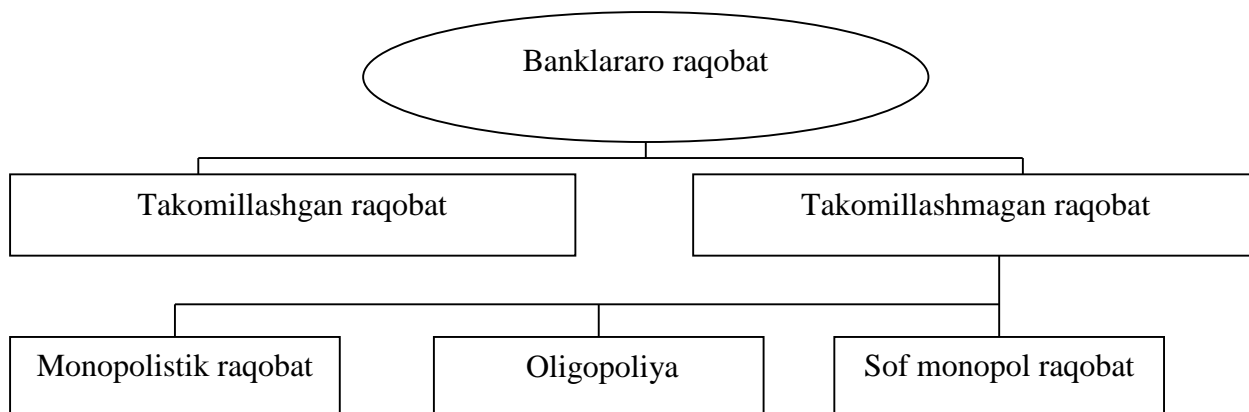 Banklararo raqobat
Takomillashgan raqobat
Takomillashmagan raqobat
Monopolistik raqobat
Oligopoliya
Sof monopol raqobat